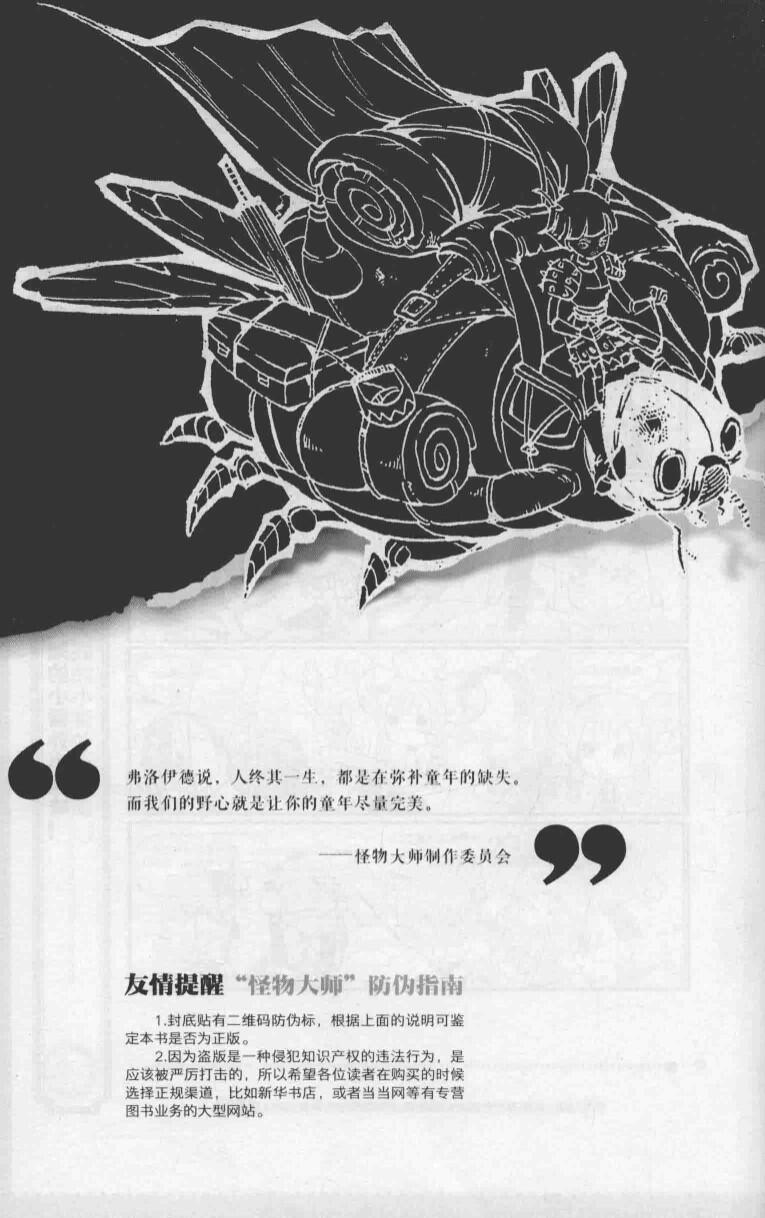 弗洛伊德说，人终其一生，都是在弥补童年的缺失。
而我们的野心就是让你的童年尽量完美。
——怪物大师制作委员会
友情提醒“怪物大师”防伪指南
1.封底贴有二维码防伪标，根据上面的说明可鉴
定本书是否为正版。
2.因为盗版是一种侵犯知识产权的违法行为，是
应该被严厉打击的，所以希望各位读者在购买的时候
选择正规渠道，比如新华书店，或者当当网等有专营
图书业务的大型网站。